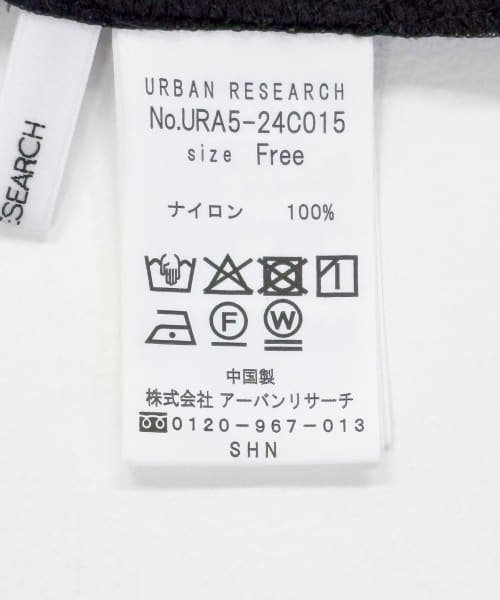 URBAN RESEARCH
No.URA5-24C015
size Free
ナイロン 100%
F W
中国製
株式会社 アーバンリサーチ
0120-967-013
SHN
ESEARCH